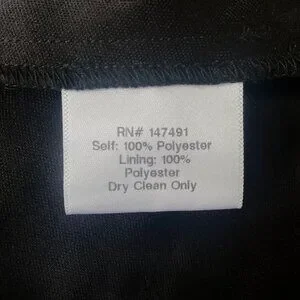 RN# 147491
Self: 100% Polyester
Lining: 100%
Polyester
Dry Clean Only